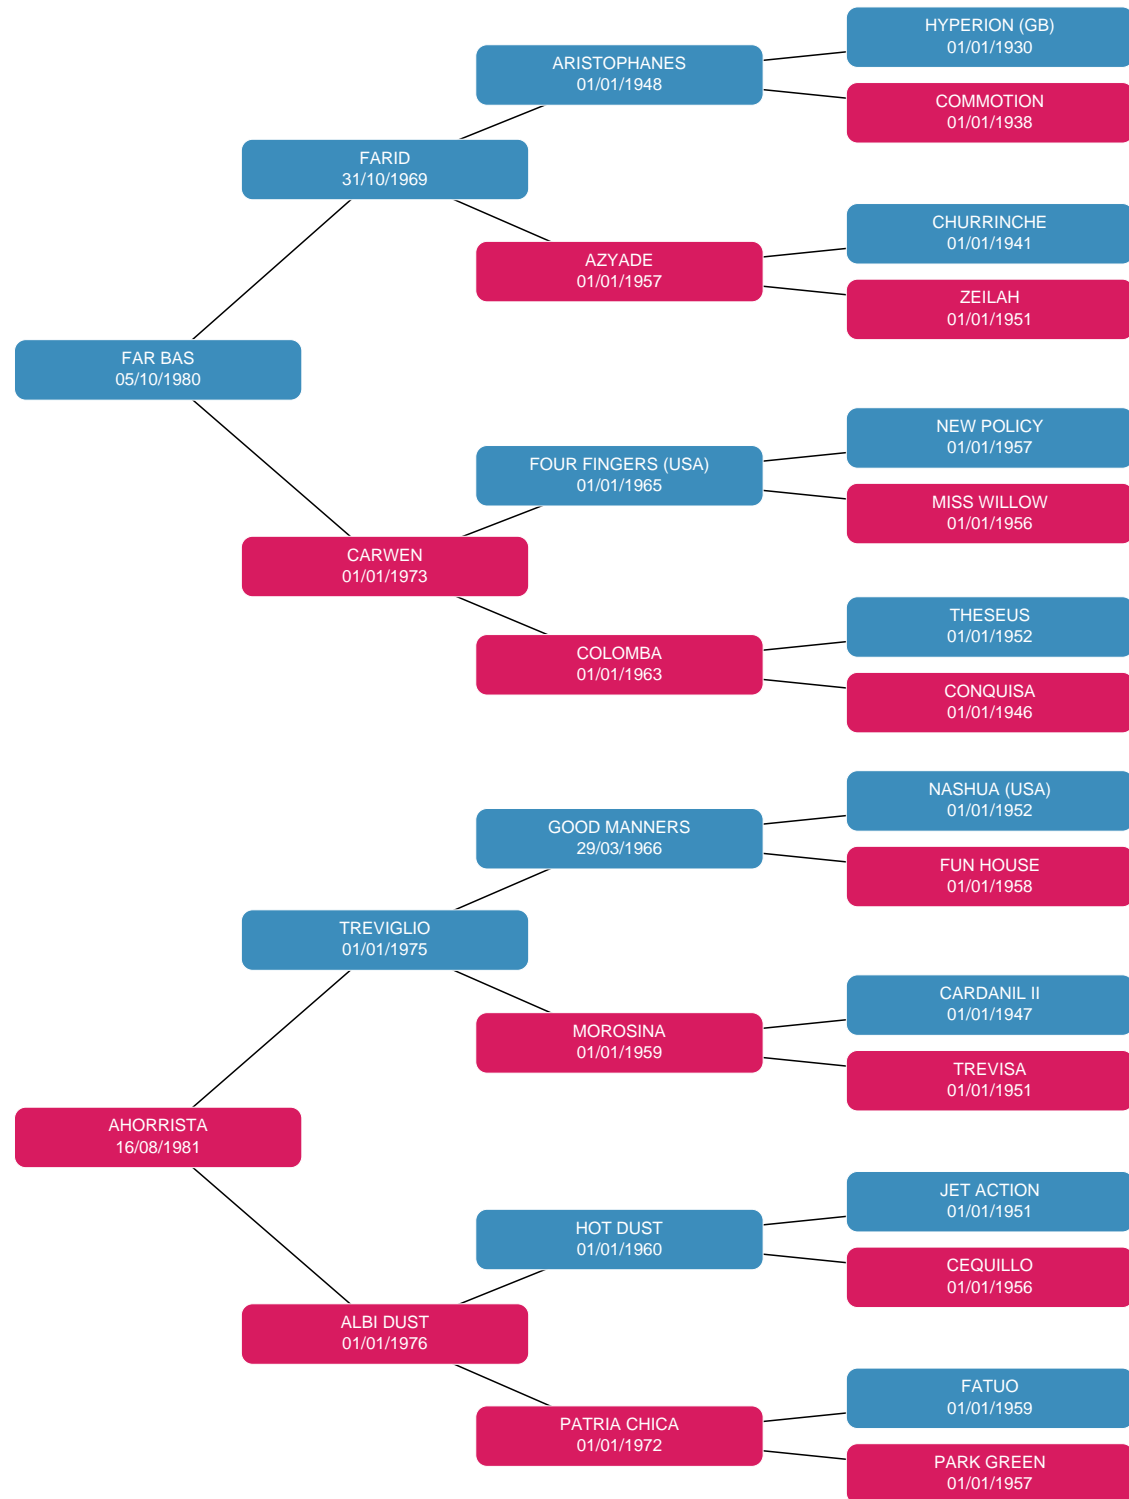 HYPERION (GB)
01/01/1930
ARISTOPHANES
01/01/1948
COMMOTION
01/01/1938
FARID
31/10/1969
CHURRINCHE
01/01/1941
AZYADE
01/01/1957
ZEILAH
01/01/1951
FAR BAS
05/10/1980
NEW POLICY
01/01/1957
FOUR FINGERS (USA)
01/01/1965
MISS WILLOW
01/01/1956
CARWEN
01/01/1973
THESEUS
01/01/1952
COLOMBA
01/01/1963
CONQUISA
01/01/1946
NASHUA (USA)
01/01/1952
GOOD MANNERS
29/03/1966
FUN HOUSE
01/01/1958
TREVIGLIO
01/01/1975
CARDANIL II
01/01/1947
MOROSINA
01/01/1959
TREVISA
01/01/1951
AHORRISTA
16/08/1981
JET ACTION
01/01/1951
HOT DUST
01/01/1960
CEQUILLO
01/01/1956
ALBI DUST
01/01/1976
FATUO
01/01/1959
PATRIA CHICA
01/01/1972
PARK GREEN
01/01/1957